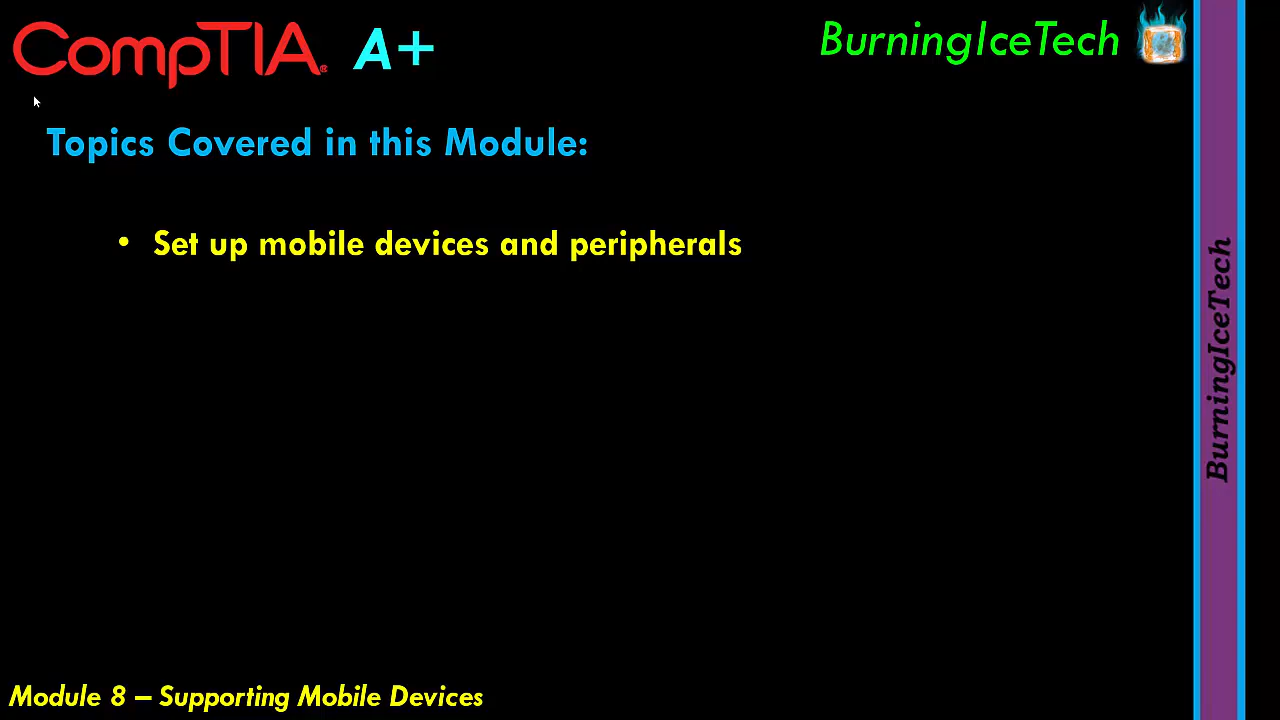 CompTIA® A+
BurningIceTech
Topics Covered in this Module:
• Set up mobile devices and peripherals
BurningIceTech
Module 8 – Supporting Mobile Devices